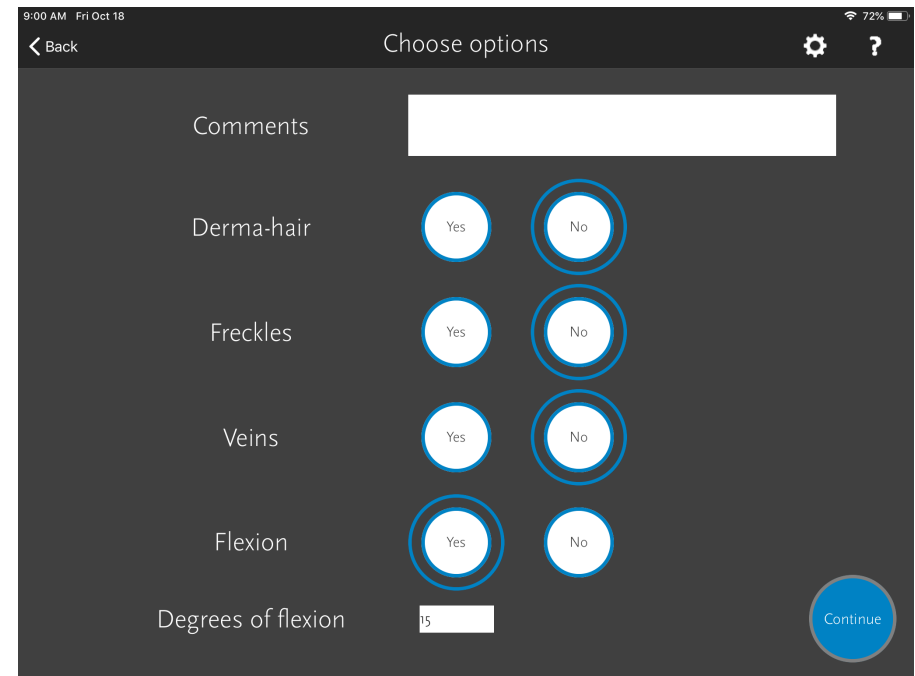 9:00 AM Fri Oct 18 72%
Back Choose options ?
Comments
Derma-hair Yes No
Freckles Yes No
Veins Yes No
Flexion Yes No
Degrees of flexion 15
Continue